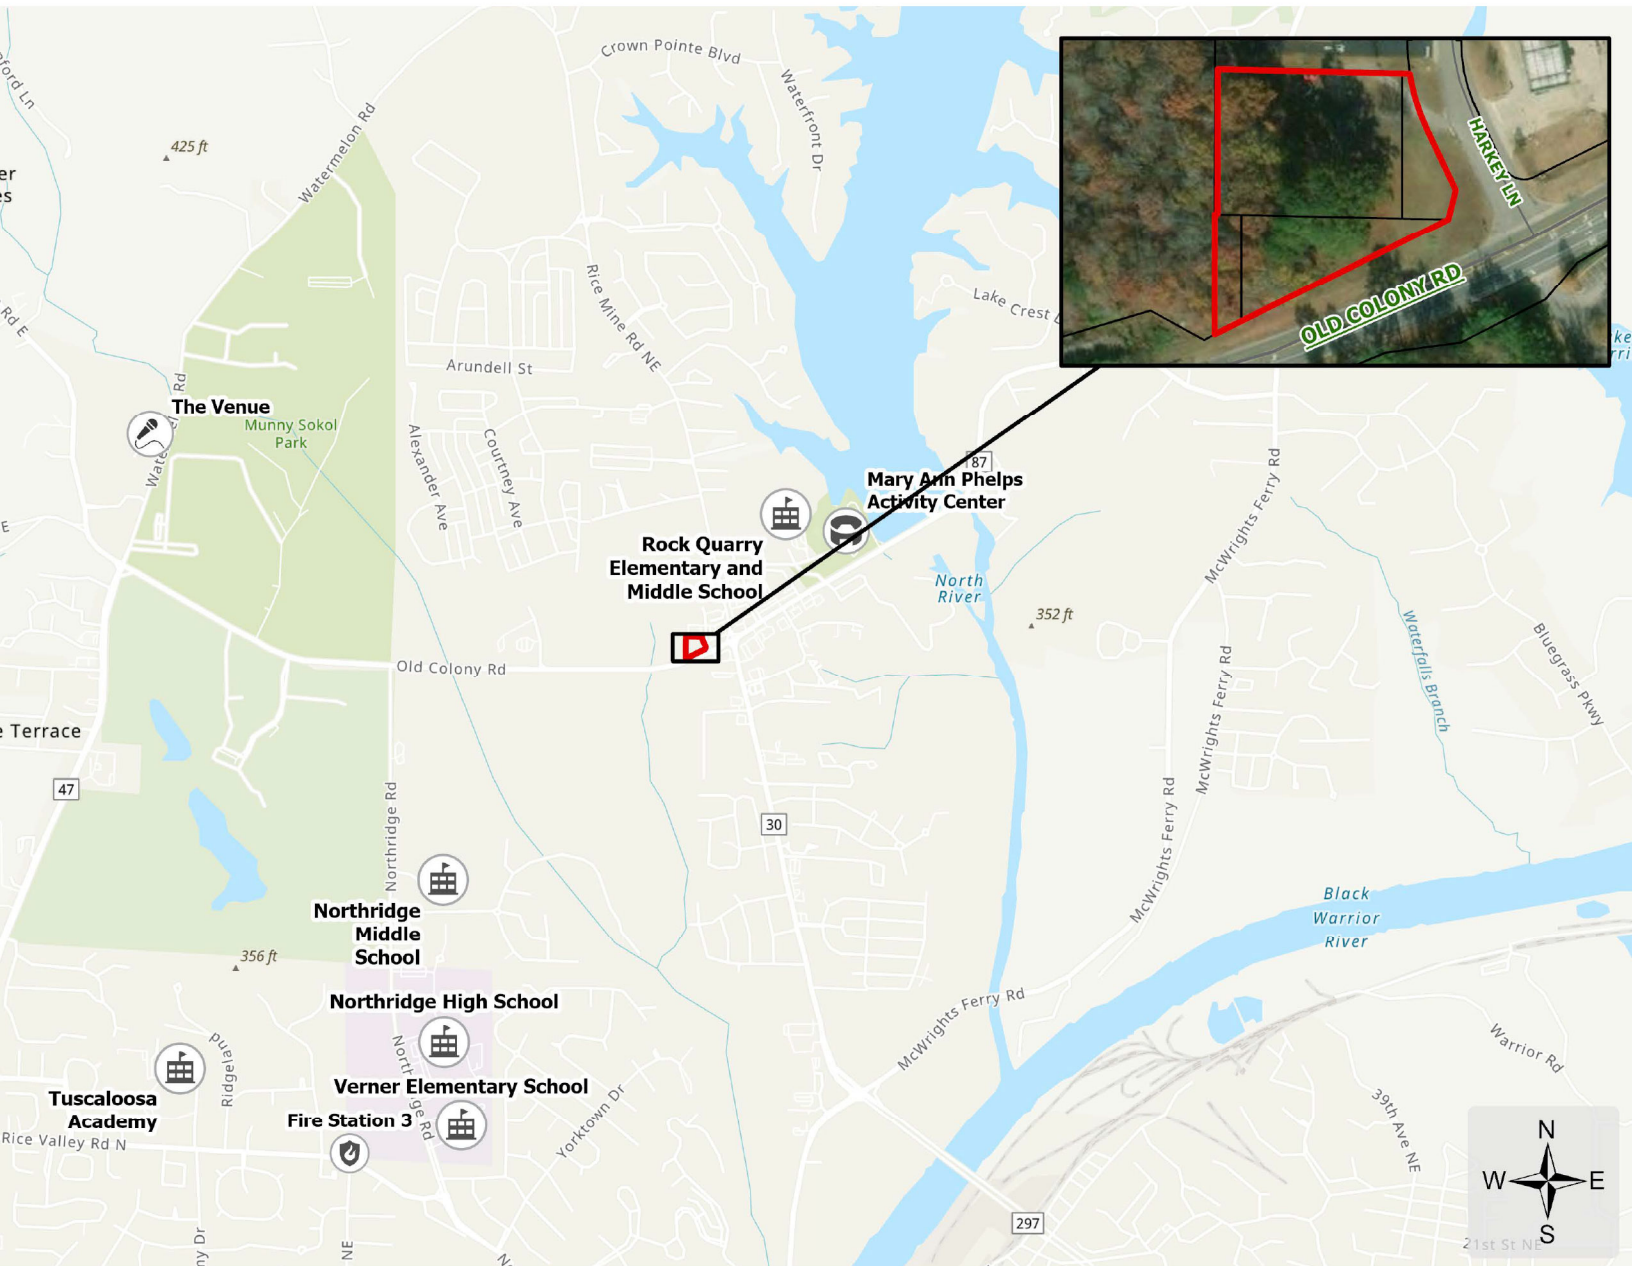 Crown Pointe Blvd
Waterfront Dr
Watermelon Rd
425 ft
HARKEY LN
OLD COLONY RD
Rice Mine Rd NE
Rd E
Arundell St
The Venue
Munny Sokol
Park
Alexander Ave
Courtney Ave
87
Mary Ann Phelps
Activity Center
McWrights Ferry Rd
Rock Quarry
Elementary and
Middle School
North
River
352 ft
Waterfalls Branch
Bluegrass Pkwy
Old Colony Rd
McWrights Ferry Rd
Terrace
47
Northridge Rd
30
McWrights Ferry Rd
Northridge
Middle
School
Black
Warrior
River
356 ft
Northridge High School
McWrights Ferry Rd
Warrior Rd
Ridgeland
Verner Elementary School
Tuscaloosa
Academy
Fire Station 3
Yorktown Dr
39th Ave NE
Rice Valley Rd N
N
W E
S
297
21st St NE
NE